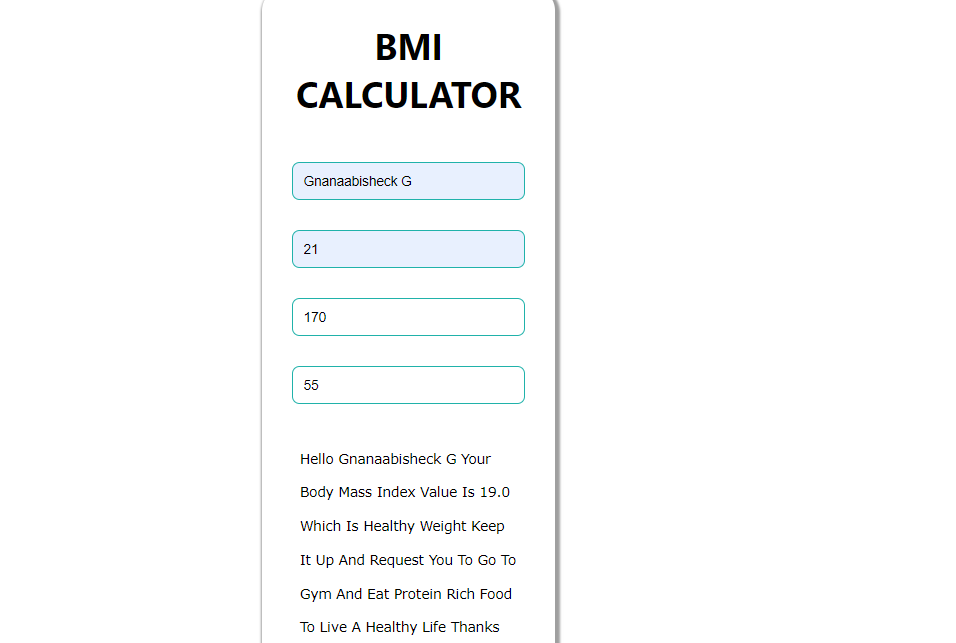 BMI
CALCULATOR
Gnanaabisheck G
21
170
55
Hello Gnanaabisheck G Your
Body Mass Index Value Is 19.0
Which Is Healthy Weight Keep
It Up And Request You To Go To
Gym And Eat Protein Rich Food
To Live A Healthy Life Thanks